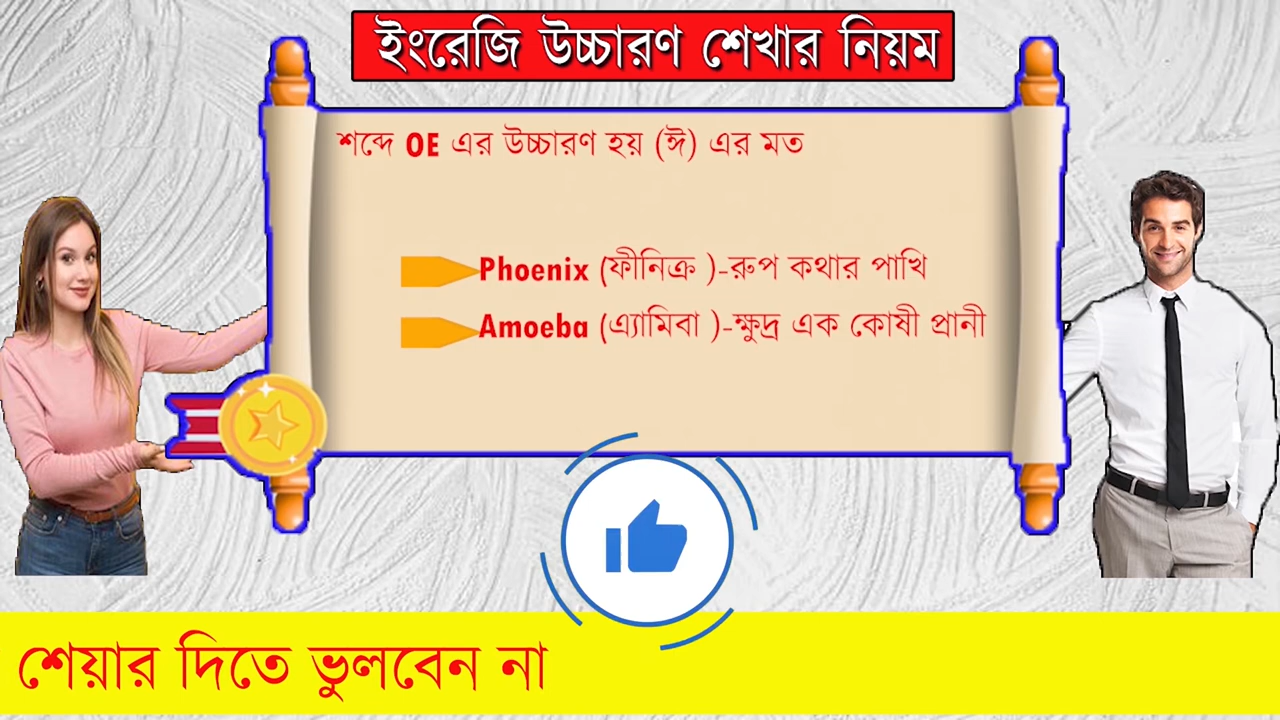 ইংরেজি উচ্চারণ শেখার নিয়ম
শব্দে OE এর উচ্চারণ হয় (ঈ) এর মত
Phoenix (ফীনিক্র )-রুপ কথার পাখি
Amoeba (এ্যামিবা )-ক্ষুদ্র এক কোষী প্রানী
শেয়ার দিতে ভুলবেন না